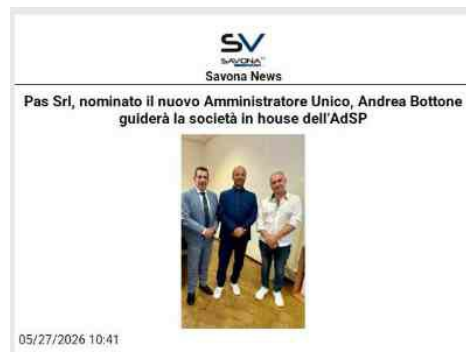 SV
SAVONA
Savona News
Pas Srl, nominato il nuovo Amministratore Unico, Andrea Bottone
guiderà la società in house dell'AdSP
05/27/2026 10:41